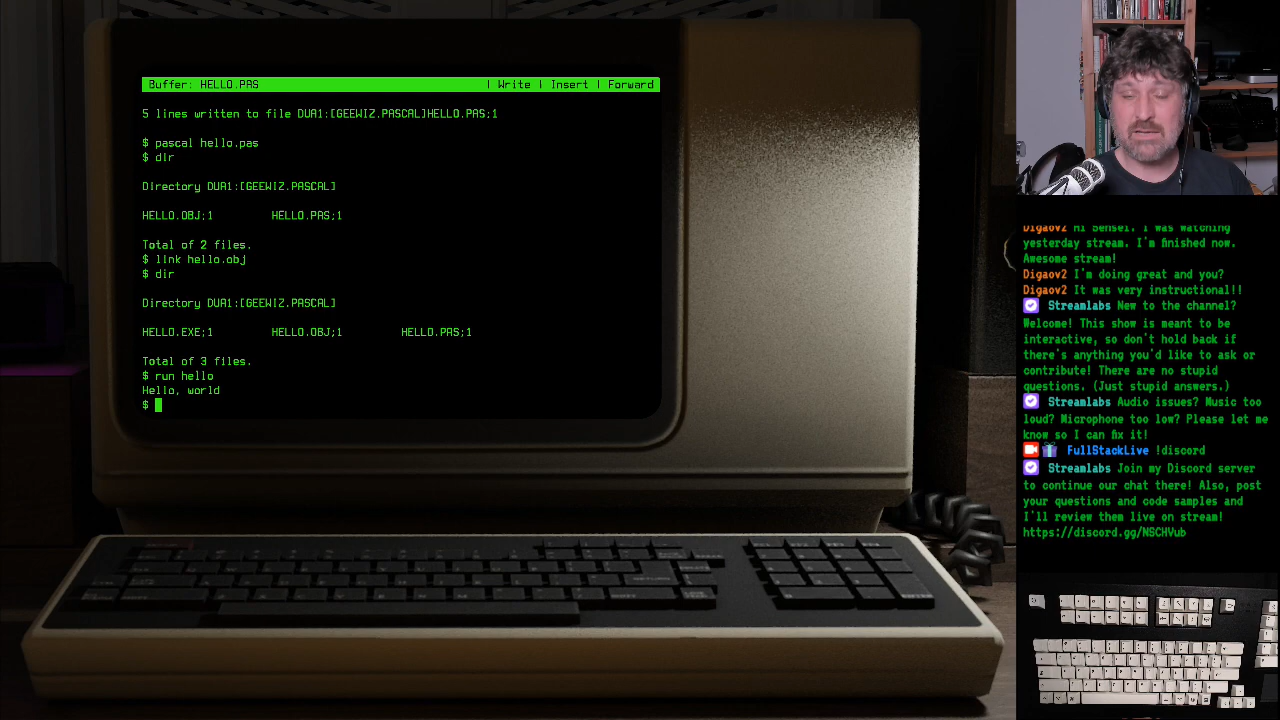 Buffer: HELLO.PAS | Write | Insert | Forward
5 lines written to file DUA1:[GEEWIZ.PASCAL]HELLO.PAS;1
$ pascal hello.pas
$ dir
Directory DUA1:[GEEWIZ.PASCAL]
HELLO.OBJ;1 HELLO.PAS;1
Total of 2 files.
$ link hello.obj
$ dir
Directory DUA1:[GEEWIZ.PASCAL]
HELLO.EXE;1 HELLO.OBJ;1 HELLO.PAS;1
Total of 3 files.
$ run hello
Hello, world
$
Digaov2 Hi Sensei. I was watching
yesterday stream. I'm finished now.
Awesome stream!
Digaov2 I'm doing great and you?
Digaov2 It was very instructional!!
Streamlabs New to the channel?
Welcome! This show is meant to be
interactive, so don't hold back if
there's anything you'd like to ask or
contribute! There are no stupid
questions. (Just stupid answers.)
Streamlabs Audio issues? Music too
loud? Microphone too low? Please let me
know so I can fix it!
FullStackLive !discord
Streamlabs Join my Discord server
to continue our chat there! Also, post
your questions and code samples and
I'll review them live on stream!
https://discord.gg/NSCHVub